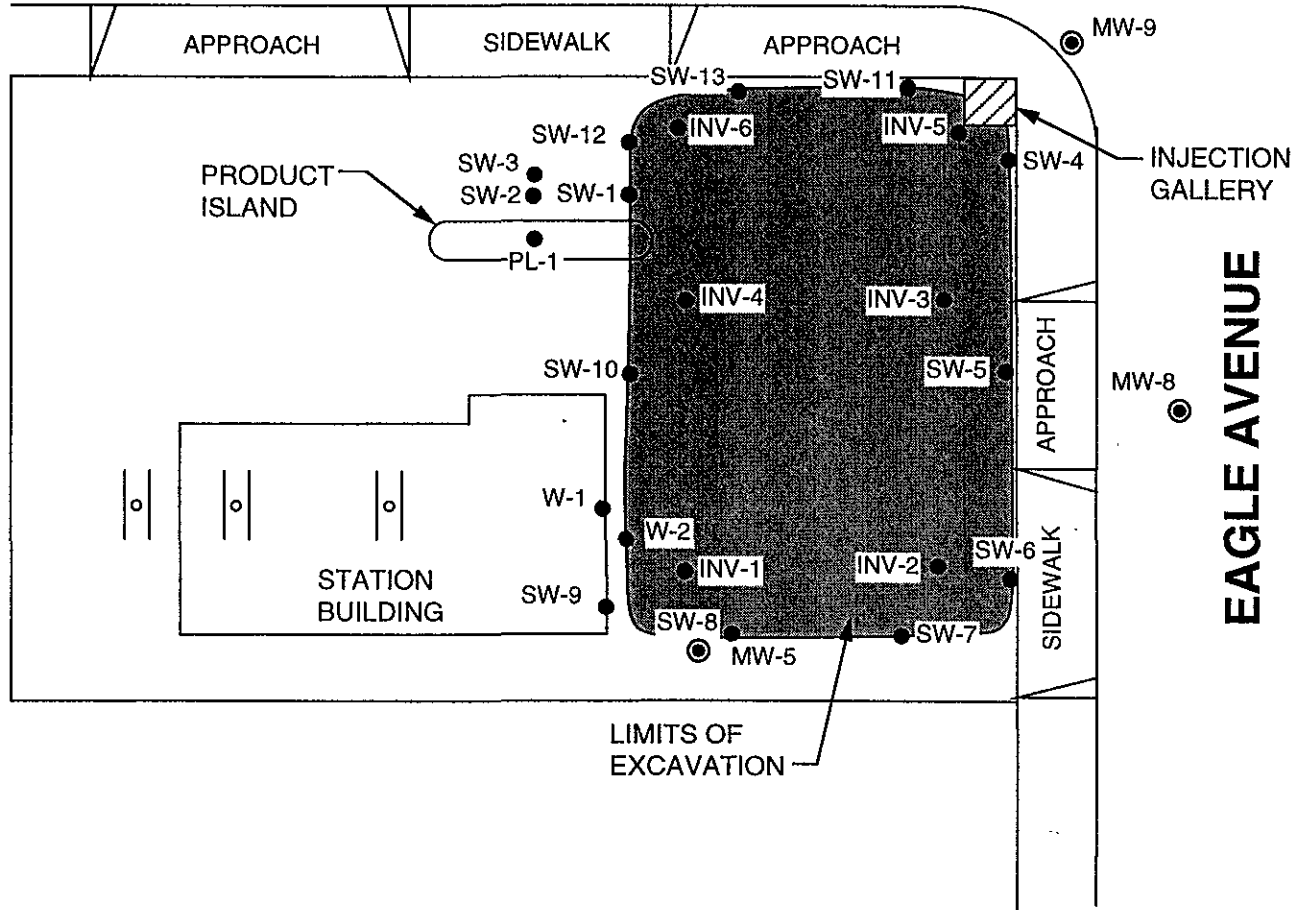 APPROACH
SIDEWALK
APPROACH
MW-9
SW-13
SW-11
INV-6
INV-5
SW-12
SW-4
SW-3
INJECTION
GALLERY
PRODUCT
ISLAND
SW-2
SW-1
PL-1
INV-4
INV-3
EAGLE AVENUE
SW-10
SW-5
APPROACH
MW-8
W-1
W-2
INV-1
INV-2
SW-6
STATION
BUILDING
SW-9
SW-8
MW-5
SW-7
SIDEWALK
LIMITS OF
EXCAVATION